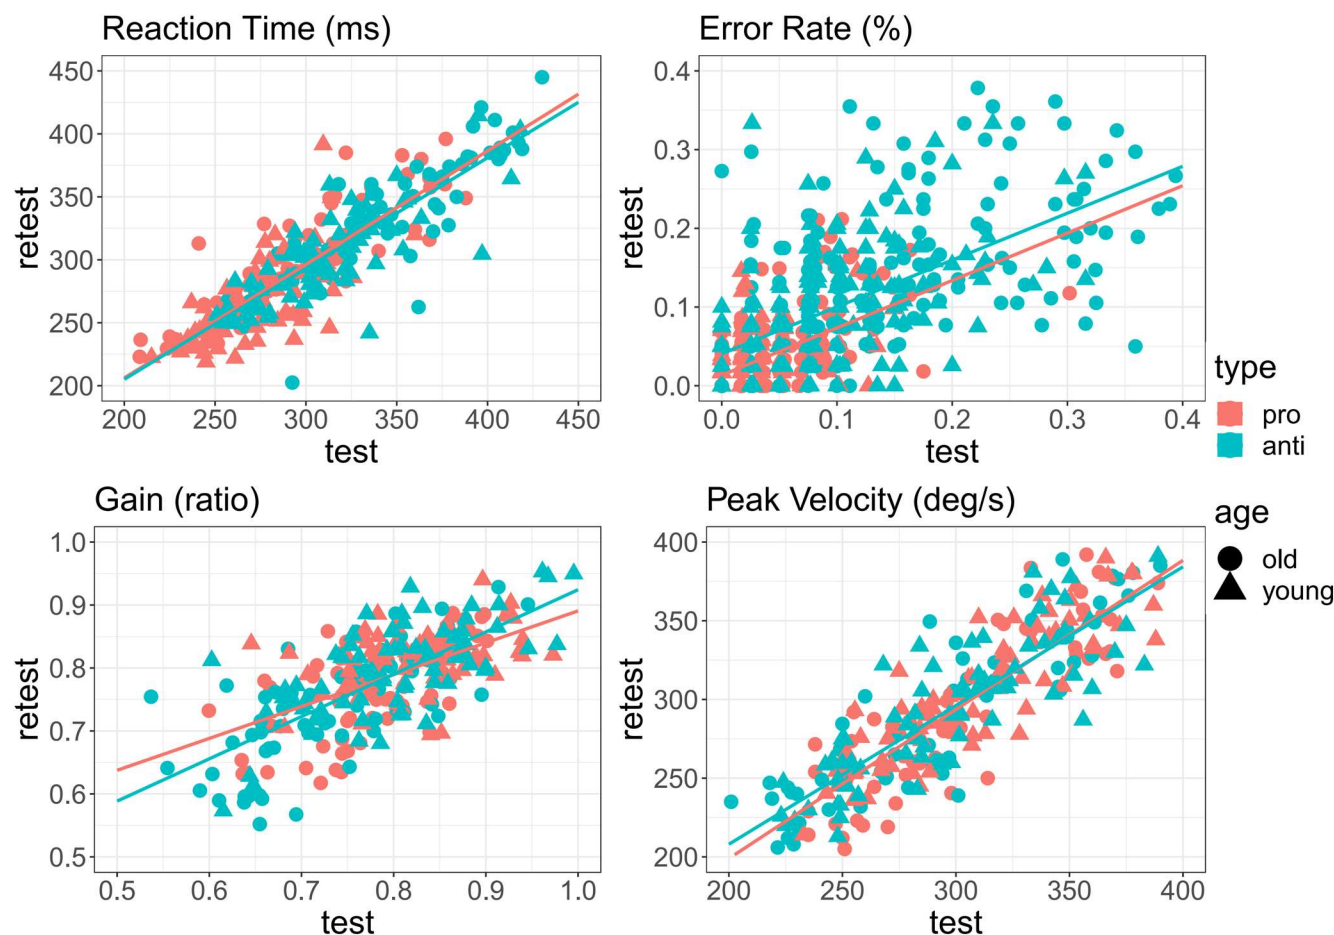 Reaction Time (ms)
450
400
350
300
250
200
retest
200 250 300 350 400 450
test
Error Rate (%)
0.4
0.3
0.2
0.1
0.0
retest
0.0 0.1 0.2 0.3 0.4
test
Gain (ratio)
1.0
0.9
0.8
0.7
0.6
0.5
retest
0.5 0.6 0.7 0.8 0.9 1.0
test
Peak Velocity (deg/s)
400
350
300
250
200
retest
200 250 300 350 400
test
type
pro
anti
age
old
young